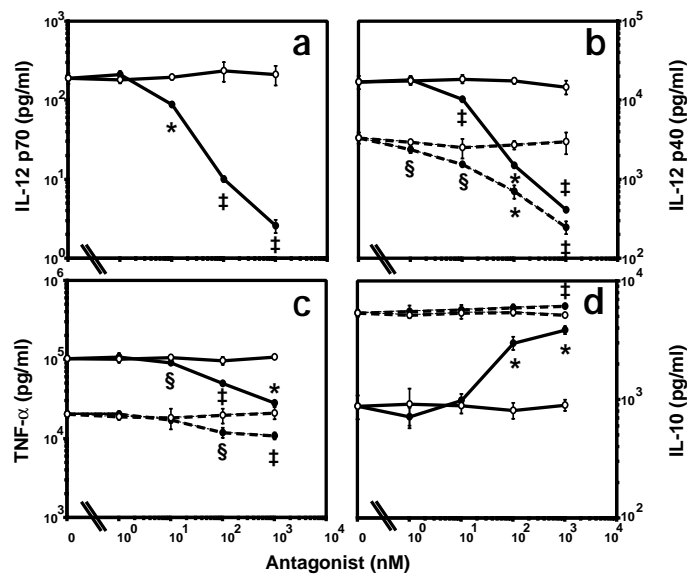 10³ a b 10⁵
10² 10⁴
IL-12 p70 (pg/ml) IL-12 p40 (pg/ml)
* ‡ § § *
10¹ ‡ 10³
* ‡
10⁰ ‡ ‡ 10²
10⁶ c ‡ d 10⁴
10⁵
§ ‡ * * *
TNF-α (pg/ml) 10³ IL-10 (pg/ml)
10⁴ § ‡
10³ 10²
0 10⁰ 10¹ 10² 10³ 10⁴ 0 10⁰ 10¹ 10² 10³ 10⁴
Antagonist (nM)